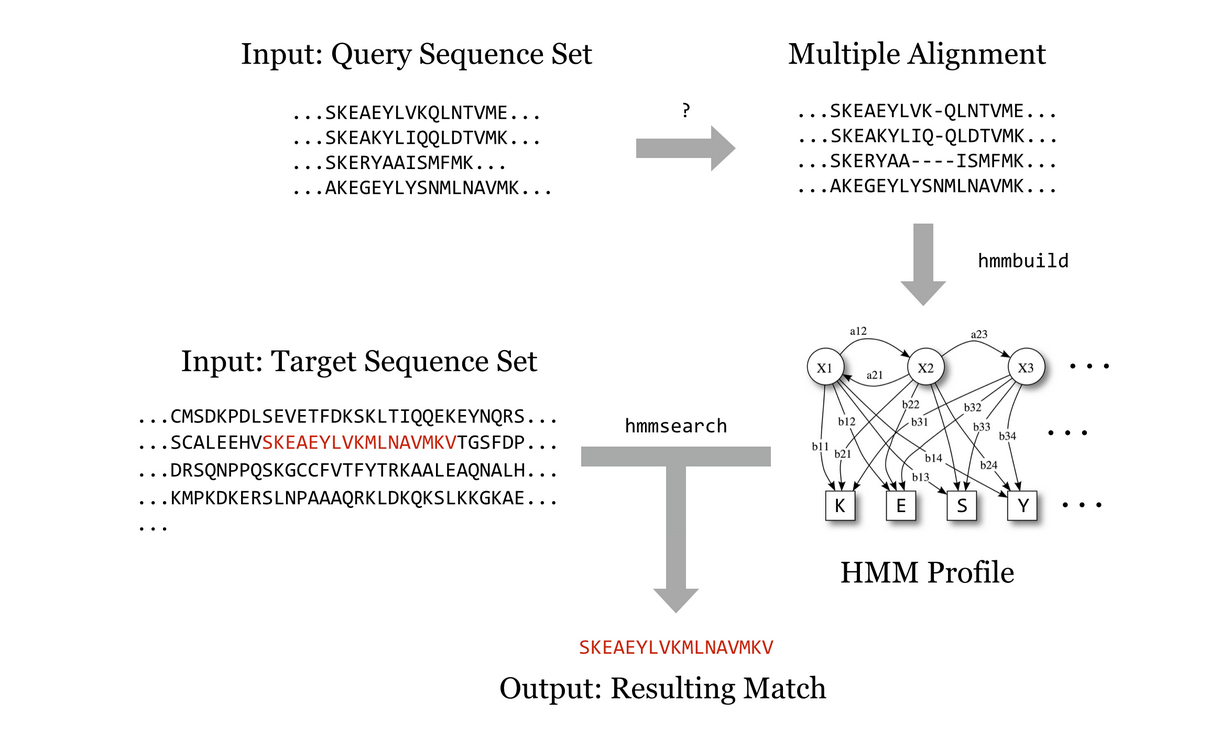 Input: Query Sequence Set
...SKEAEYLVKQLNTVME...
...SKEAKYLIQQLDTVMK...
...SKERYAAISMFMK...
...AKEGEYLYSNMLNAVMK...
?
Multiple Alignment
...SKEAEYLVK-QLNTVME...
...SKEAKYLIQ-QLDTVMK...
...SKERYAA----ISMFMK...
...AKEGEYLYSNMLNAVMK...
hmmbuild
a12
a23
X1
X2
X3
...
a21
b22
b12
b31
b32
b33
b34
...
b11
b21
b14
b24
b13
K
E
S
Y
...
HMM Profile
Input: Target Sequence Set
...CMSDKPDLSEVETFDKSKLTIQQEKEYNQRS...
...SCALEEHVSKEAEYLVKMLNAVMKVTGSFDP...
...DRSQNPPQSKGCCFVTFYTRKAALEAQNALH...
...KMPKDKERSLNPAAAQRKLDKQKSLKKGKAE...
...
hmmsearch
SKEAEYLVKMLNAVMKV
Output: Resulting Match